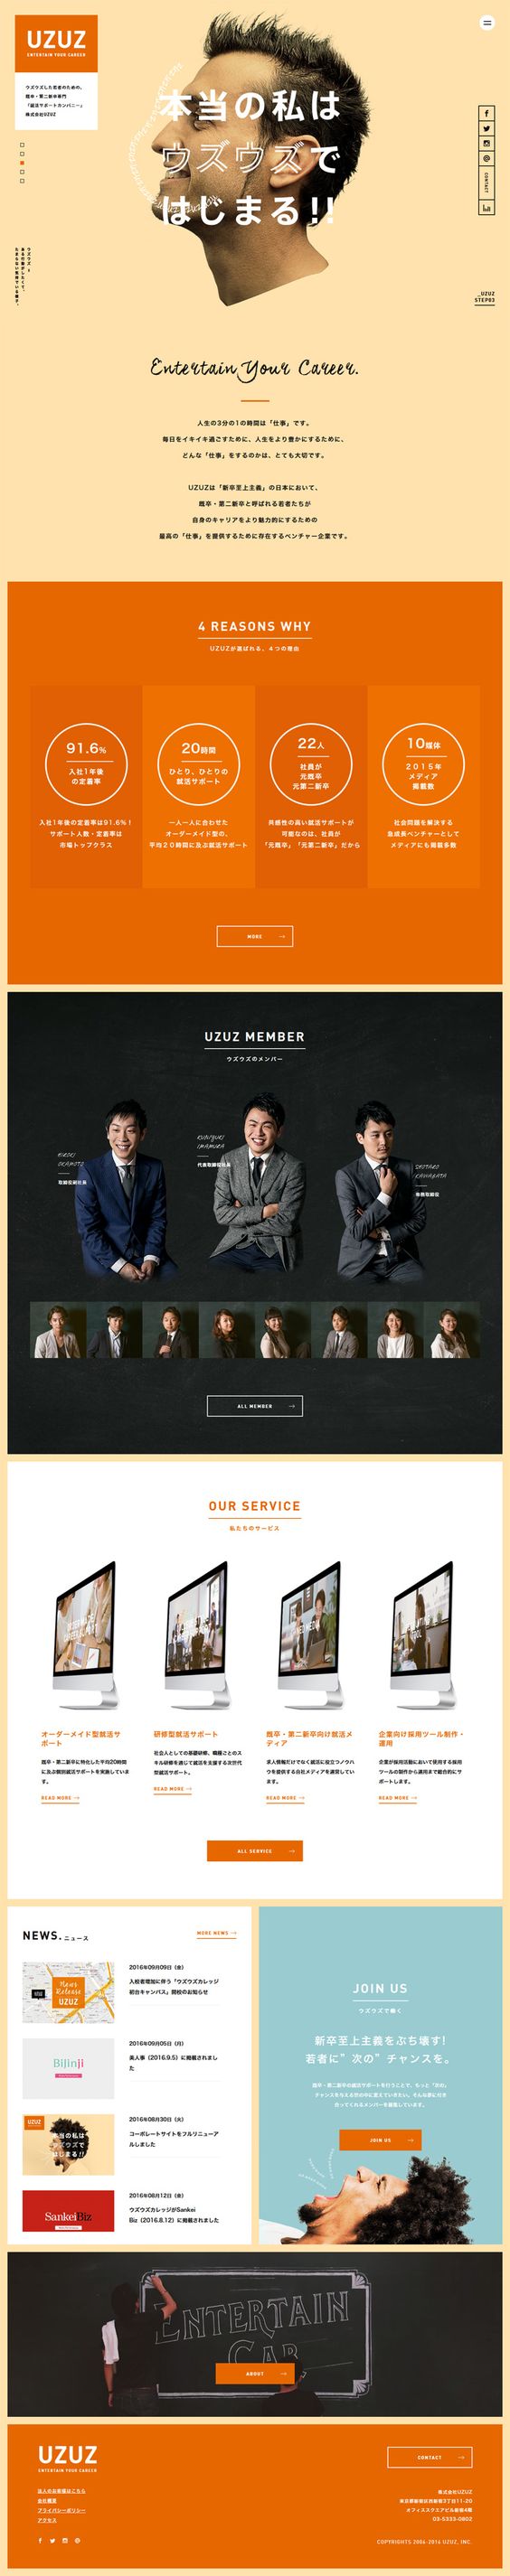 UZUZ
ENTERTAIN YOUR CAREER
ウズウズした若者のための、
既卒・第二新卒専門
「就活サポートカンパニー」
株式会社UZUZ
本当の私は
ウズウズで
はじまる!!
CONTACT
_UZUZ
STEP03
Entertain Your Career.
人生の3分の1の時間は「仕事」です。
毎日をイキイキ過ごすために、人生をより豊かにするために、
どんな「仕事」をするのかは、とても大切です。
UZUZは「新卒至上主義」の日本において、
既卒・第二新卒と呼ばれる若者たちが
自身のキャリアをより魅力的にするための
最高の「仕事」を提供するために存在するベンチャー企業です。
4 REASONS WHY
UZUZが選ばれる、4つの理由
91.6%
入社1年後
の定着率
入社1年後の定着率は91.6%！
サポート人数・定着率は
市場トップクラス
20時間
ひとり、ひとりの
就活サポート
一人一人に合わせた
オーダーメイド型の、
平均20時間に及ぶ就活サポート
22人
社員が
元既卒
元第二新卒
共感性の高い就活サポートが
可能なのは、社員が
「元既卒」「元第二新卒」だから
10媒体
2015年
メディア
掲載数
社会問題を解決する
急成長ベンチャーとして
メディアにも掲載多数
MORE →
UZUZ MEMBER
ウズウズのメンバー
HIROKI
OKAMOTO
取締役副社長
KUNIYUKI
IMAMURA
代表取締役社長
SHOTARO
KAWABATA
専務取締役
ALL MEMBER →
OUR SERVICE
私たちのサービス
オーダーメイド型就活サ
ポート
既卒・第二新卒に特化した平均20時間
に及ぶ個別就活サポートを実施していま
す。
READ MORE →
研修型就活サポート
社会人としての基礎研修、職種ごとのス
キル研修を通じて就活を支援する次世代
型就活サポート。
READ MORE →
既卒・第二新卒向け就活メ
ディア
求人情報だけでなく就活に役立つノウハ
ウを提供する自社メディアを運営してい
ます。
READ MORE →
企業向け採用ツール制作・
運用
企業が採用活動において使用する採用
ツールの制作から運用まで総合的にサ
ポートします。
READ MORE →
ALL SERVICE →
NEWS. ニュース
MORE NEWS →
News
Release
UZUZ
2016年09月09日（金）
入校者増加に伴う「ウズウズカレッジ
初台キャンパス」開校のお知らせ
Bijinji
2016年09月05日（月）
美人事（2016.9.5）に掲載されまし
た
UZUZ
本当の私は
ウズウズで
はじまる!!
2016年08月30日（火）
コーポレートサイトをフルリニューア
ルしました
SankeiBiz
2016年08月12日（金）
ウズウズカレッジがSankei
Biz（2016.8.12）に掲載されました
JOIN US
ウズウズで働く
新卒至上主義をぶち壊す!
若者に”次の”チャンスを。
JOIN US →
ENTERTAIN
CAR
ABOUT →
UZUZ
ENTERTAIN YOUR CAREER
法人のお客様はこちら
会社概要
プライバシーポリシー
アクセス
CONTACT →
株式会社UZUZ
東京都新宿区西新宿3丁目11-20
オフィススクエアビル新宿4階
03-5333-0802
COPYRIGHTS 2006-2016 UZUZ, INC.